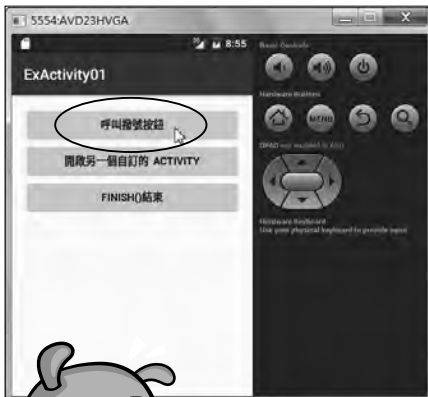 5554:AVD23HVGA
8:55
ExActivity01
呼叫撥號按鈕
開啟另一個自訂的 ACTIVITY
FINISH()結束
Basic Controls
Hardware Buttons
MENU
DPAD not enabled in AVD
Hardware Keyboard
Use your physical keyboard to provide input